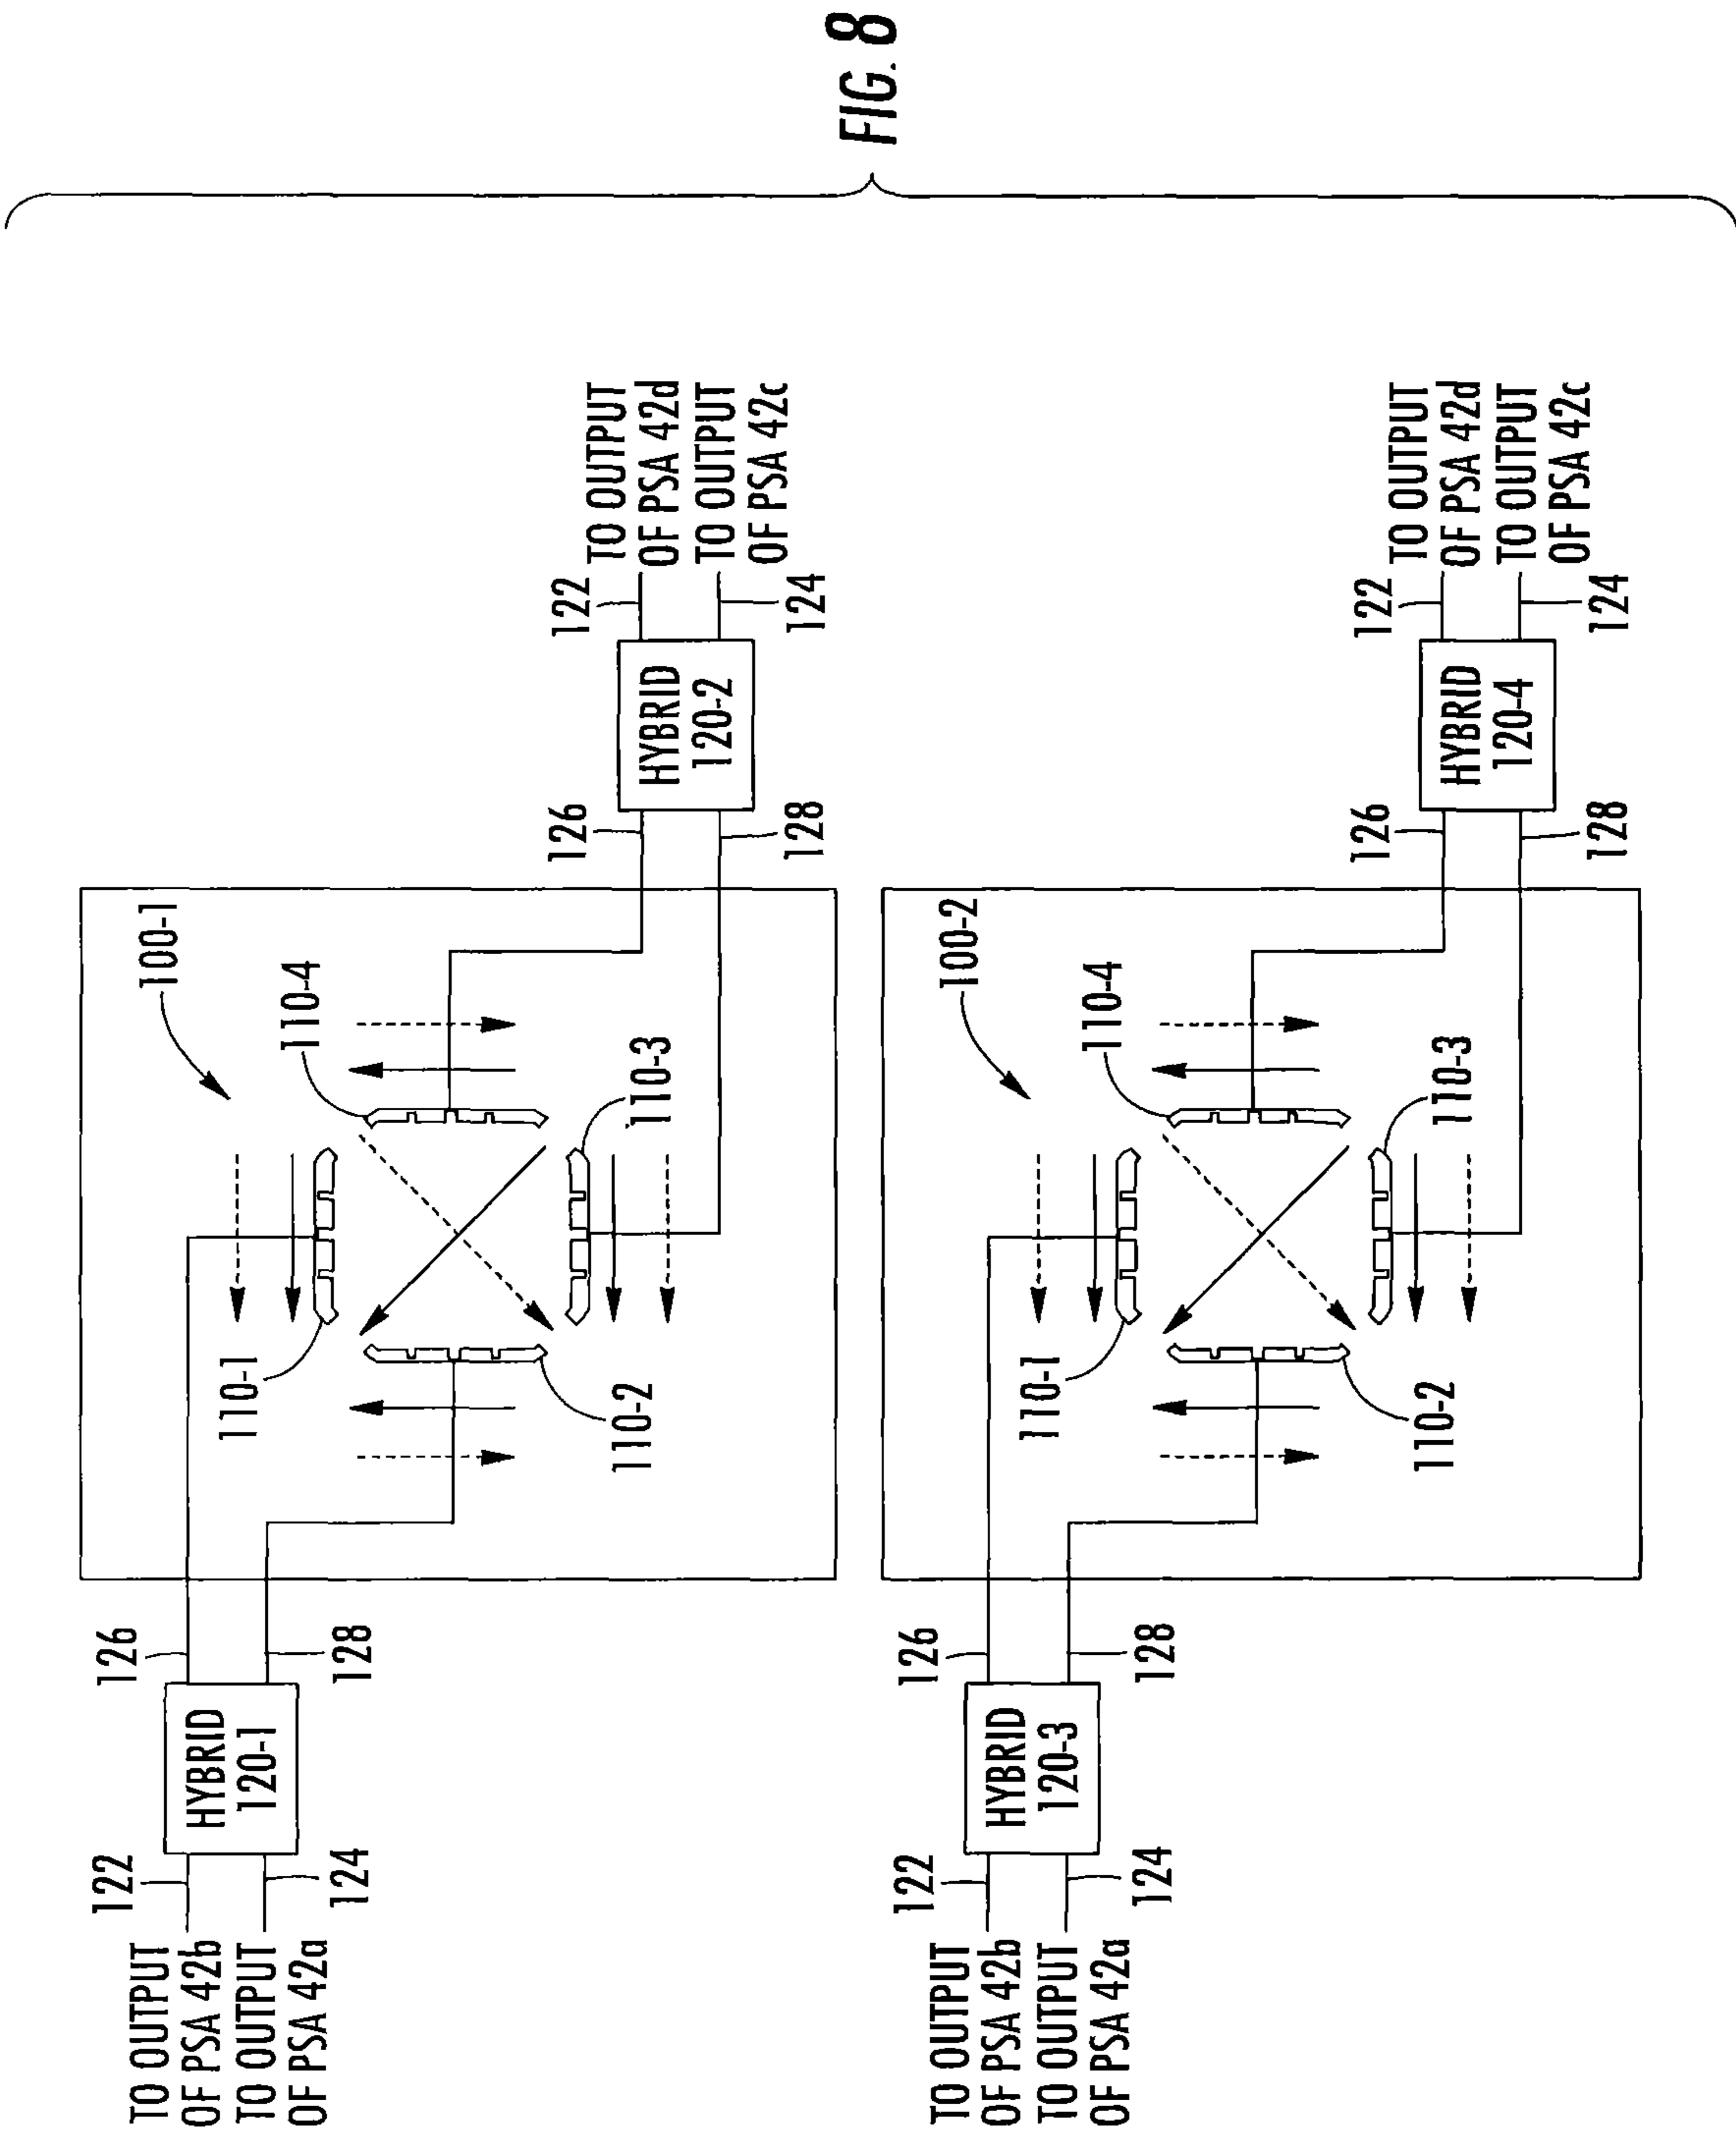 TO OUTPUT
OF PSA 42b
TO OUTPUT
OF PSA 42a
122
124
HYBRID
120-1
126
128
110-1
110-2
100-1
110-4
110-3
126
128
HYBRID
120-2
122
124
TO OUTPUT
OF PSA 42d
TO OUTPUT
OF PSA 42c
TO OUTPUT
OF PSA 42b
TO OUTPUT
OF PSA 42a
122
124
HYBRID
120-3
126
128
110-1
110-2
100-2
110-4
110-3
126
128
HYBRID
120-4
122
124
TO OUTPUT
OF PSA 42d
TO OUTPUT
OF PSA 42c
FIG. 8